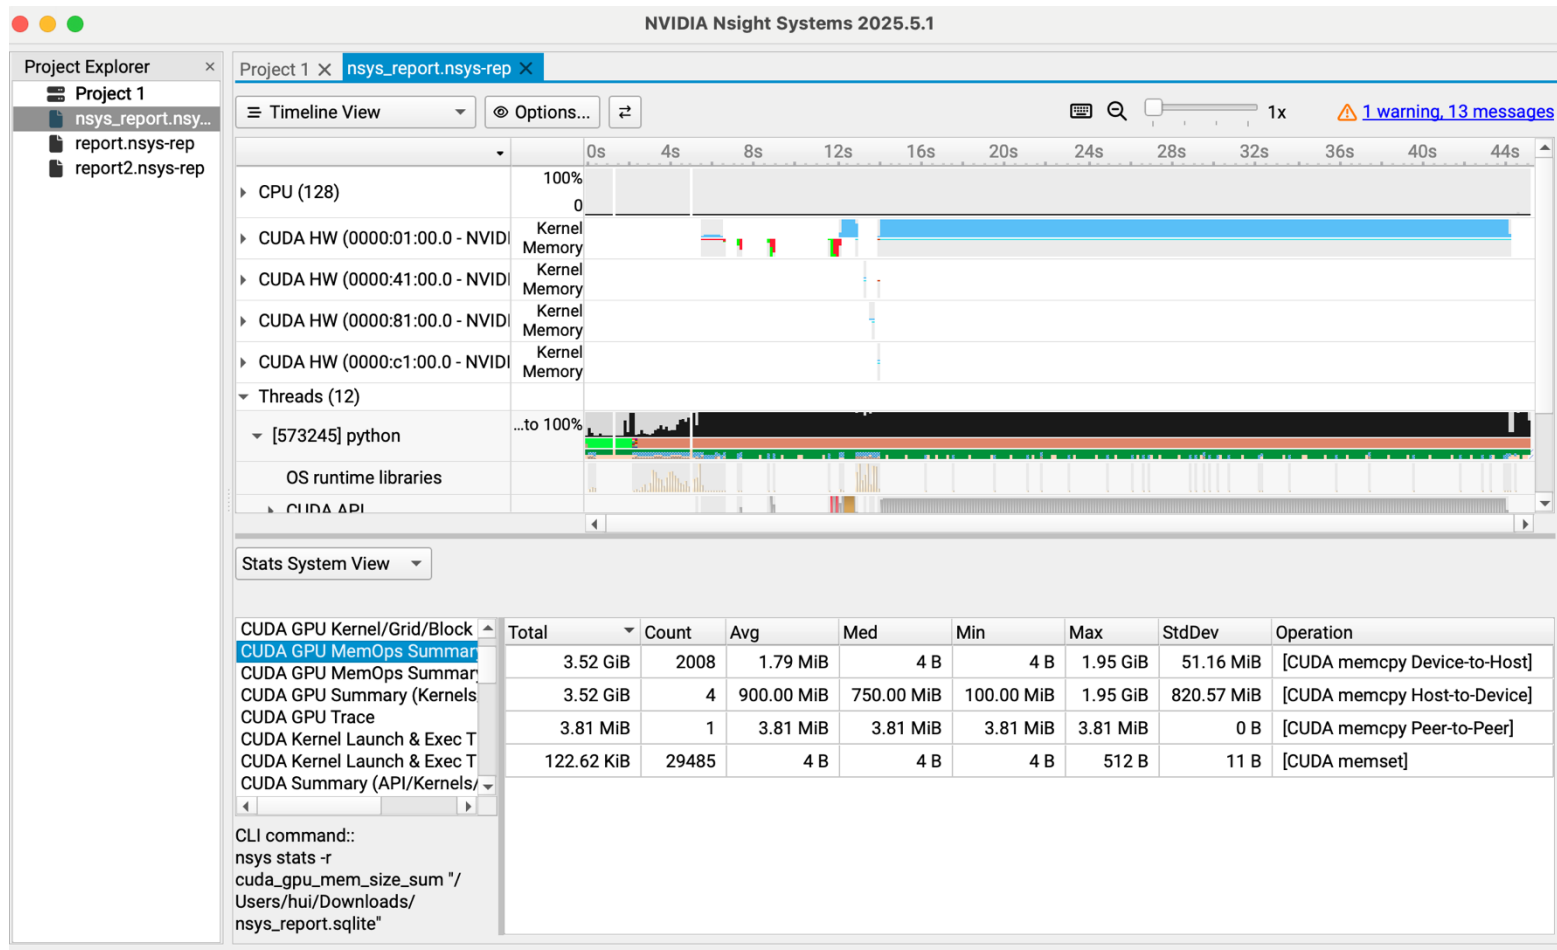 NVIDIA Nsight Systems 2025.5.1
Project Explorer ×
Project 1
nsys_report.nsy...
report.nsys-rep
report2.nsys-rep
Project 1 ×
nsys_report.nsys-rep ×
Timeline View
Options...
1x
1 warning, 13 messages
0s 4s 8s 12s 16s 20s 24s 28s 32s 36s 40s 44s
CPU (128)
100%
0
CUDA HW (0000:01:00.0 - NVIDI
Kernel
Memory
CUDA HW (0000:41:00.0 - NVIDI
Kernel
Memory
CUDA HW (0000:81:00.0 - NVIDI
Kernel
Memory
CUDA HW (0000:c1:00.0 - NVIDI
Kernel
Memory
Threads (12)
[573245] python
...to 100%
OS runtime libraries
CUDA API
Stats System View
CUDA GPU Kernel/Grid/Block
CUDA GPU MemOps Summary
CUDA GPU MemOps Summary
CUDA GPU Summary (Kernels
CUDA GPU Trace
CUDA Kernel Launch & Exec T
CUDA Kernel Launch & Exec T
CUDA Summary (API/Kernels/
CLI command::
nsys stats -r
cuda_gpu_mem_size_sum "/
Users/hui/Downloads/
nsys_report.sqlite"
Total Count Avg Med Min Max StdDev Operation
3.52 GiB 2008 1.79 MiB 4 B 4 B 1.95 GiB 51.16 MiB [CUDA memcpy Device-to-Host]
3.52 GiB 4 900.00 MiB 750.00 MiB 100.00 MiB 1.95 GiB 820.57 MiB [CUDA memcpy Host-to-Device]
3.81 MiB 1 3.81 MiB 3.81 MiB 3.81 MiB 3.81 MiB 0 B [CUDA memcpy Peer-to-Peer]
122.62 KiB 29485 4 B 4 B 4 B 512 B 11 B [CUDA memset]